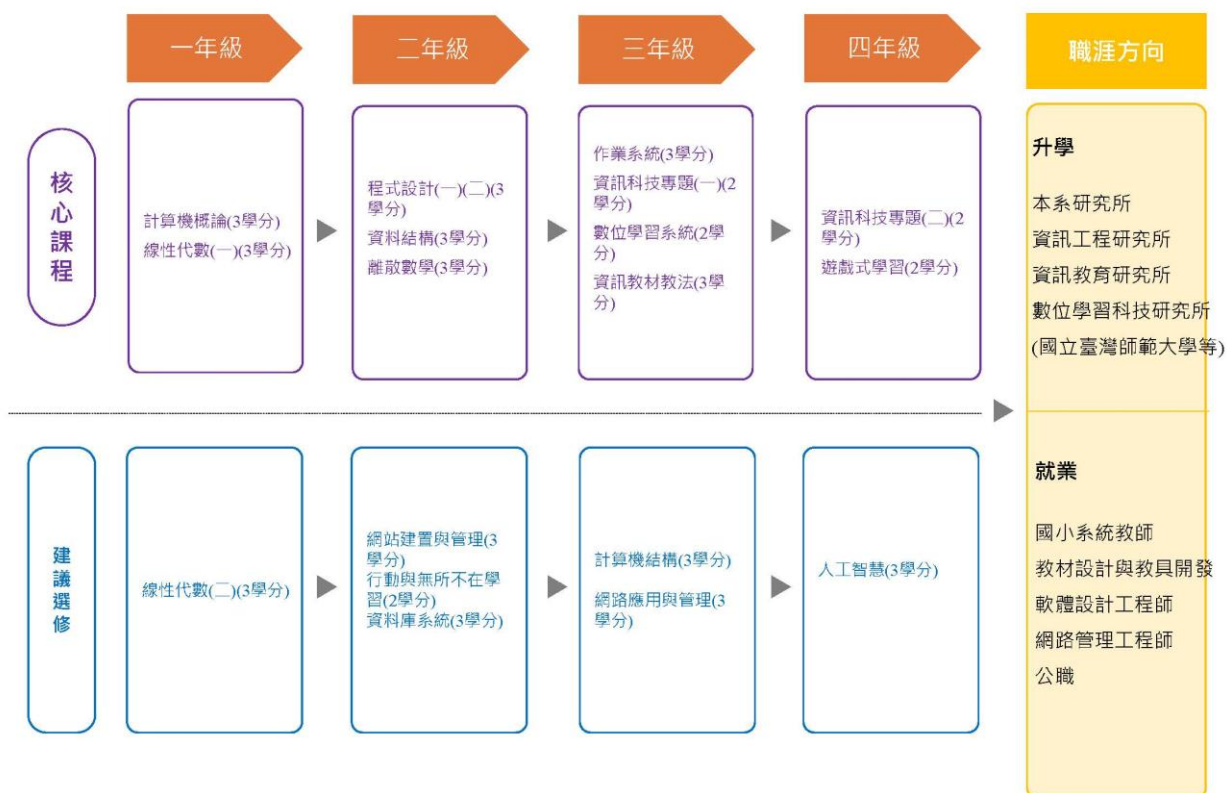 一年級
二年級
三年級
四年級
職涯方向
核心課程
計算機概論(3學分)
線性代數(一)(3學分)
程式設計(一)(二)(3
學分)
資料結構(3學分)
離散數學(3學分)
作業系統(3學分)
資訊科技專題(一)(2
學分)
數位學習系統(2學
分)
資訊教材教法(3學
分)
資訊科技專題(二)(2
學分)
遊戲式學習(2學分)
升學
本系研究所
資訊工程研究所
資訊教育研究所
數位學習科技研究所
(國立臺灣師範大學等)
建議選修
線性代數(二)(3學分)
網站建置與管理(3
學分)
行動與無所不在學
習(2學分)
資料庫系統(3學分)
計算機結構(3學分)
網路應用與管理(3
學分)
人工智慧(3學分)
就業
國小系統教師
教材設計與教具開發
軟體設計工程師
網路管理工程師
公職